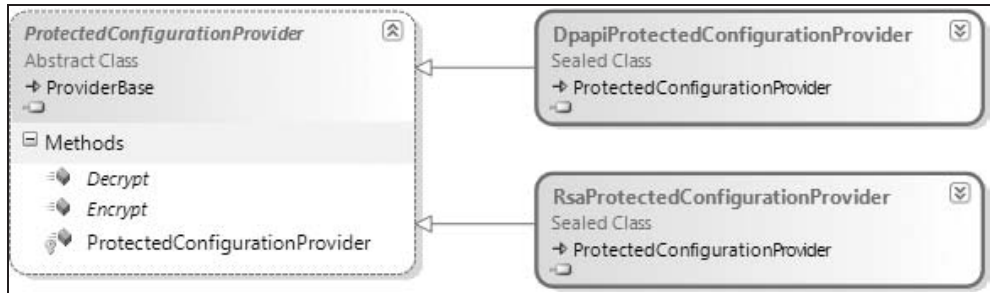 ProtectedConfigurationProvider
Abstract Class
ProviderBase
Methods
Decrypt
Encrypt
ProtectedConfigurationProvider
DpapiProtectedConfigurationProvider
Sealed Class
ProtectedConfigurationProvider
RsaProtectedConfigurationProvider
Sealed Class
ProtectedConfigurationProvider